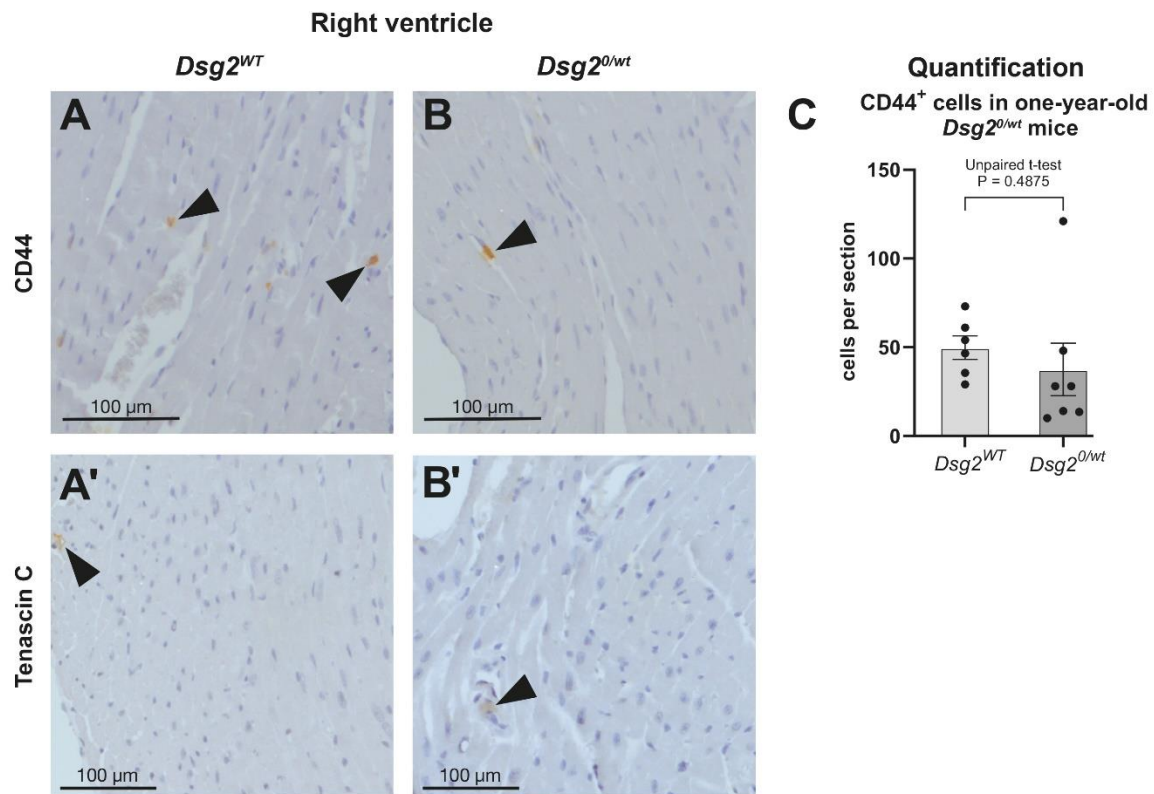 Right ventricle
Dsg2^WT
Dsg2^0/wt
A
B
CD44
100 µm
100 µm
A'
B'
Tenascin C
100 µm
100 µm
C
Quantification
CD44⁺ cells in one-year-old
Dsg2^0/wt mice
Unpaired t-test
P = 0.4875
cells per section
150
100
50
0
Dsg2^WT
Dsg2^0/wt